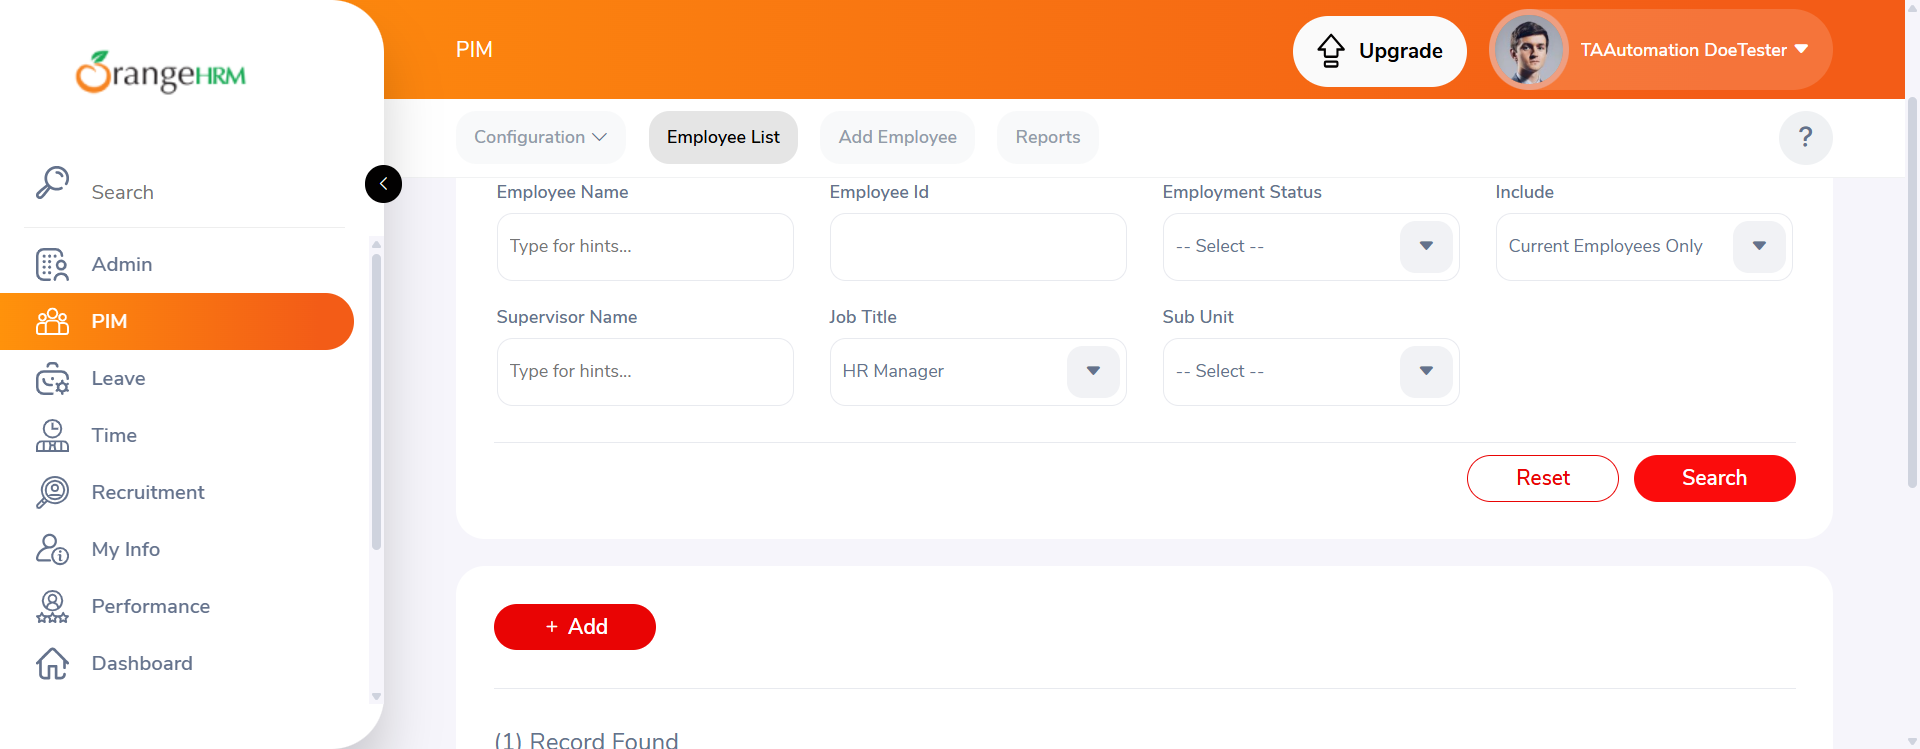 OrangeHRM
PIM
Upgrade
TAAutomation DoeTester
Configuration
Employee List
Add Employee
Reports
?
Search
Admin
PIM
Leave
Time
Recruitment
My Info
Performance
Dashboard
Employee Name
Employee Id
Employment Status
Include
Type for hints...
-- Select --
Current Employees Only
Supervisor Name
Job Title
Sub Unit
Type for hints...
HR Manager
-- Select --
Reset
Search
+ Add
(1) Record Found